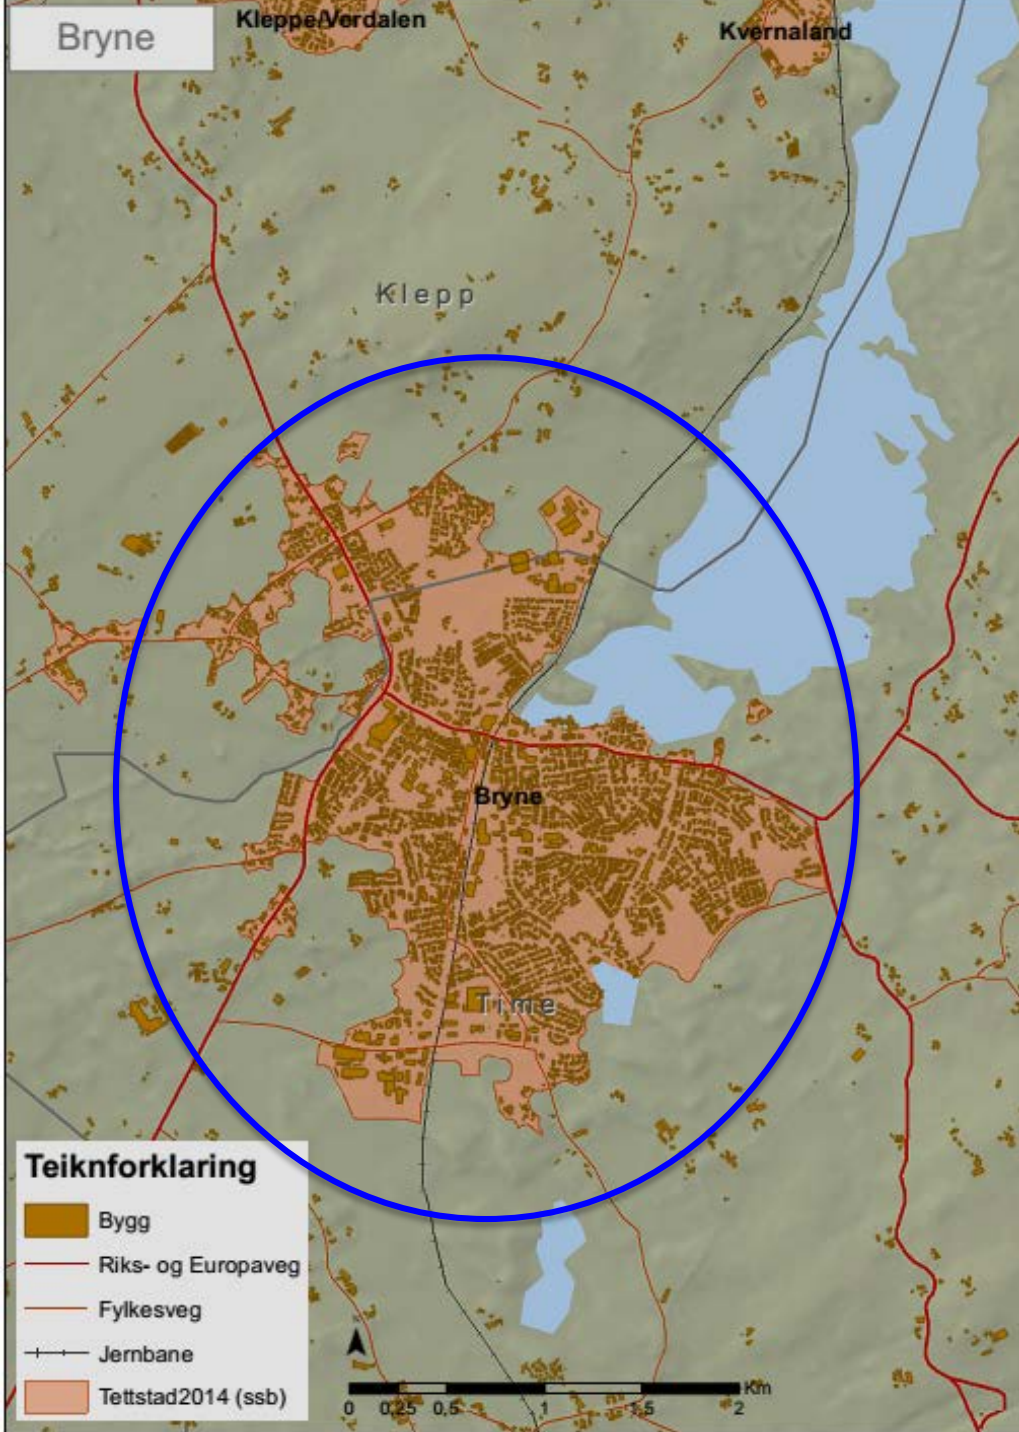 Bryne
Kleppe/Verdalen
Kvernaland
Klepp
Bryne
Time
Teiknforklaring
Bygg
Riks- og Europaveg
Fylkesveg
Jernbane
Tettstad2014 (ssb)
Km
0 0,25 0,5 1 1,5 2